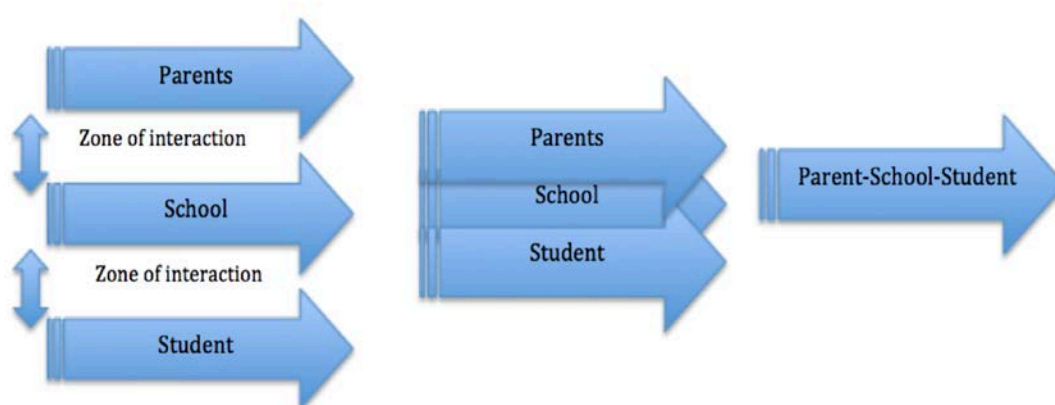 Parents
Zone of interaction
School
Zone of interaction
Student
Parents
School
Student
Parent-School-Student